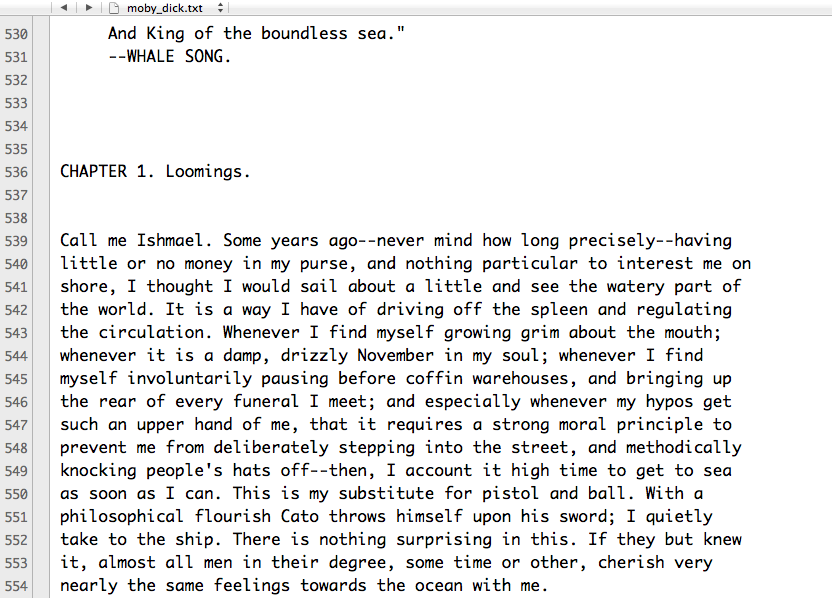 moby_dick.txt
530 And King of the boundless sea."
531 --WHALE SONG.
532
533
534
535
536 CHAPTER 1. Loomings.
537
538
539 Call me Ishmael. Some years ago--never mind how long precisely--having
540 little or no money in my purse, and nothing particular to interest me on
541 shore, I thought I would sail about a little and see the watery part of
542 the world. It is a way I have of driving off the spleen and regulating
543 the circulation. Whenever I find myself growing grim about the mouth;
544 whenever it is a damp, drizzly November in my soul; whenever I find
545 myself involuntarily pausing before coffin warehouses, and bringing up
546 the rear of every funeral I meet; and especially whenever my hypos get
547 such an upper hand of me, that it requires a strong moral principle to
548 prevent me from deliberately stepping into the street, and methodically
549 knocking people's hats off--then, I account it high time to get to sea
550 as soon as I can. This is my substitute for pistol and ball. With a
551 philosophical flourish Cato throws himself upon his sword; I quietly
552 take to the ship. There is nothing surprising in this. If they but knew
553 it, almost all men in their degree, some time or other, cherish very
554 nearly the same feelings towards the ocean with me.